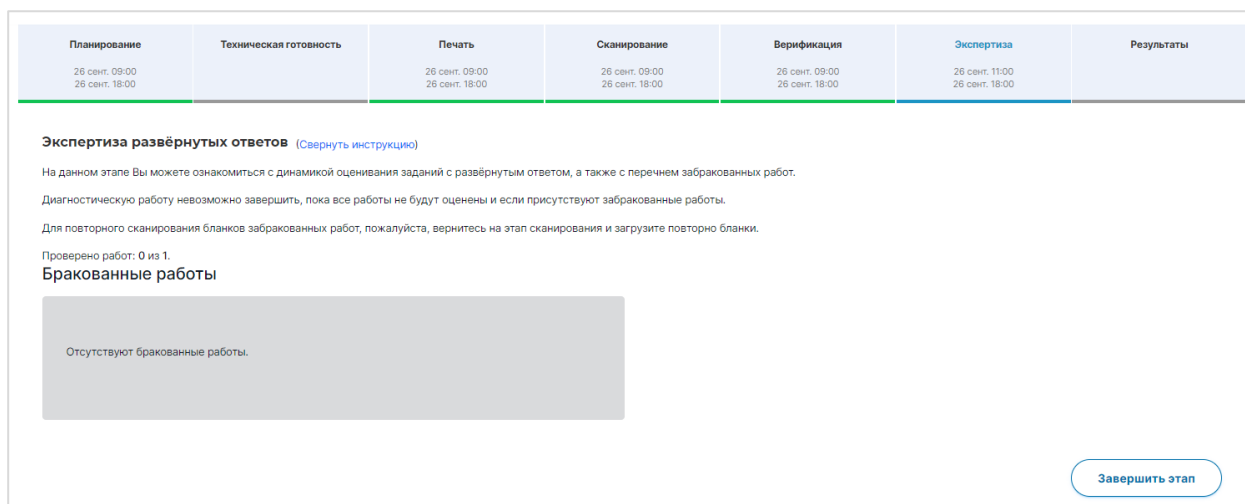 Планирование
Техническая готовность
Печать
Сканирование
Верификация
Экспертиза
Результаты
26 сент. 09:00
26 сент. 18:00
26 сент. 09:00
26 сент. 18:00
26 сент. 09:00
26 сент. 18:00
26 сент. 09:00
26 сент. 18:00
26 сент. 11:00
26 сент. 18:00
Экспертиза развёрнутых ответов (Свернуть инструкцию)
На данном этапе Вы можете ознакомиться с динамикой оценивания заданий с развёрнутым ответом, а также с перечнем забракованных работ.
Диагностическую работу невозможно завершить, пока все работы не будут оценены и если присутствуют забракованные работы.
Для повторного сканирования бланков забракованных работ, пожалуйста, вернитесь на этап сканирования и загрузите повторно бланки.
Проверено работ: 0 из 1.
Бракованные работы
Отсутствуют бракованные работы.
Завершить этап